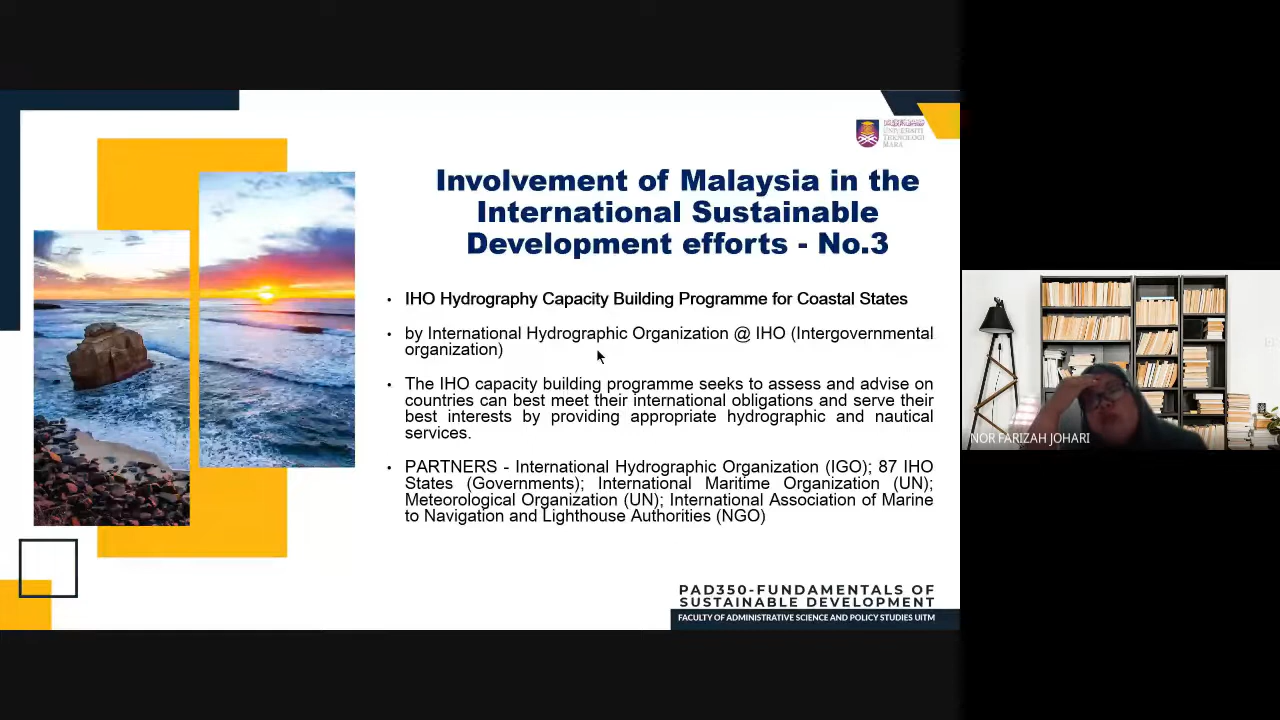 UNIVERSITI
TEKNOLOGI
MARA
Involvement of Malaysia in the
International Sustainable
Development efforts - No.3
• IHO Hydrography Capacity Building Programme for Coastal States
• by International Hydrographic Organization @ IHO (Intergovernmental
organization)
• The IHO capacity building programme seeks to assess and advise on
countries can best meet their international obligations and serve their
best interests by providing appropriate hydrographic and nautical
services.
• PARTNERS - International Hydrographic Organization (IGO); 87 IHO
States (Governments); International Maritime Organization (UN);
Meteorological Organization (UN); International Association of Marine
to Navigation and Lighthouse Authorities (NGO)
PAD350-FUNDAMENTALS OF
SUSTAINABLE DEVELOPMENT
FACULTY OF ADMINISTRATIVE SCIENCE AND POLICY STUDIES UITM
NOR FARIZAH JOHARI